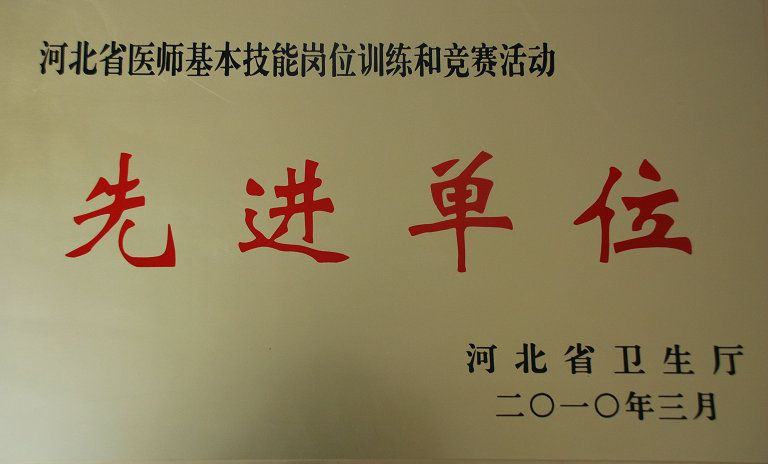 河北省医师基本技能岗位训练和竞赛活动
先进单位
河北省卫生厅
二〇一〇年三月